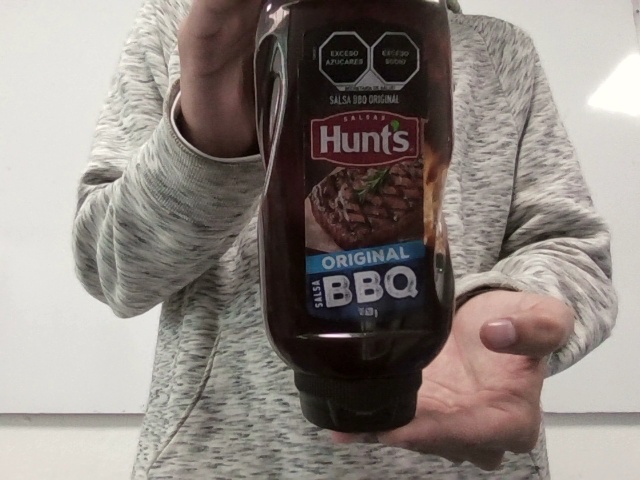 EXCESO AZÚCARES
EXCESO SODIO
SALSA BBQ ORIGINAL
SALSAS
Hunt's
ORIGINAL
SALSA
BBQ